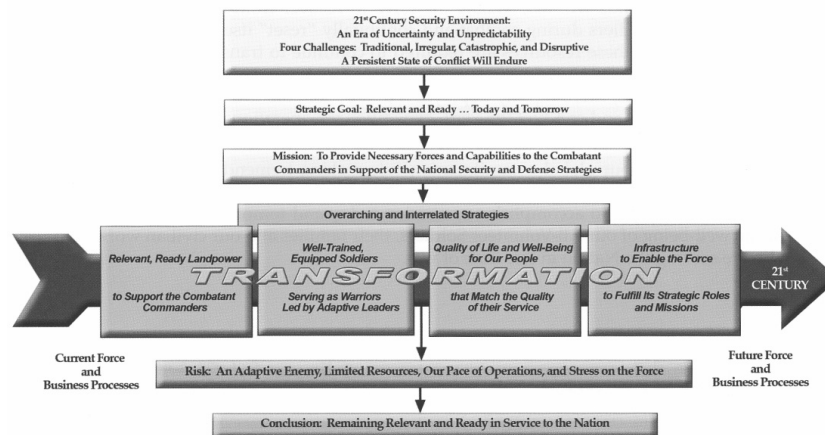 21st Century Security Environment:
An Era of Uncertainty and Unpredictability
Four Challenges: Traditional, Irregular, Catastrophic, and Disruptive
A Persistent State of Conflict Will Endure
Strategic Goal: Relevant and Ready … Today and Tomorrow
Mission: To Provide Necessary Forces and Capabilities to the Combatant
Commanders in Support of the National Security and Defense Strategies
Overarching and Interrelated Strategies
Relevant, Ready Landpower
to Support the Combatant
Commanders
Well-Trained,
Equipped Soldiers
Serving as Warriors
Led by Adaptive Leaders
Quality of Life and Well-Being
for Our People
that Match the Quality
of their Service
Infrastructure
to Enable the Force
to Fulfill Its Strategic Roles
and Missions
TRANSFORMATION
21st
CENTURY
Current Force
and
Business Processes
Future Force
and
Business Processes
Risk: An Adaptive Enemy, Limited Resources, Our Pace of Operations, and Stress on the Force
Conclusion: Remaining Relevant and Ready in Service to the Nation